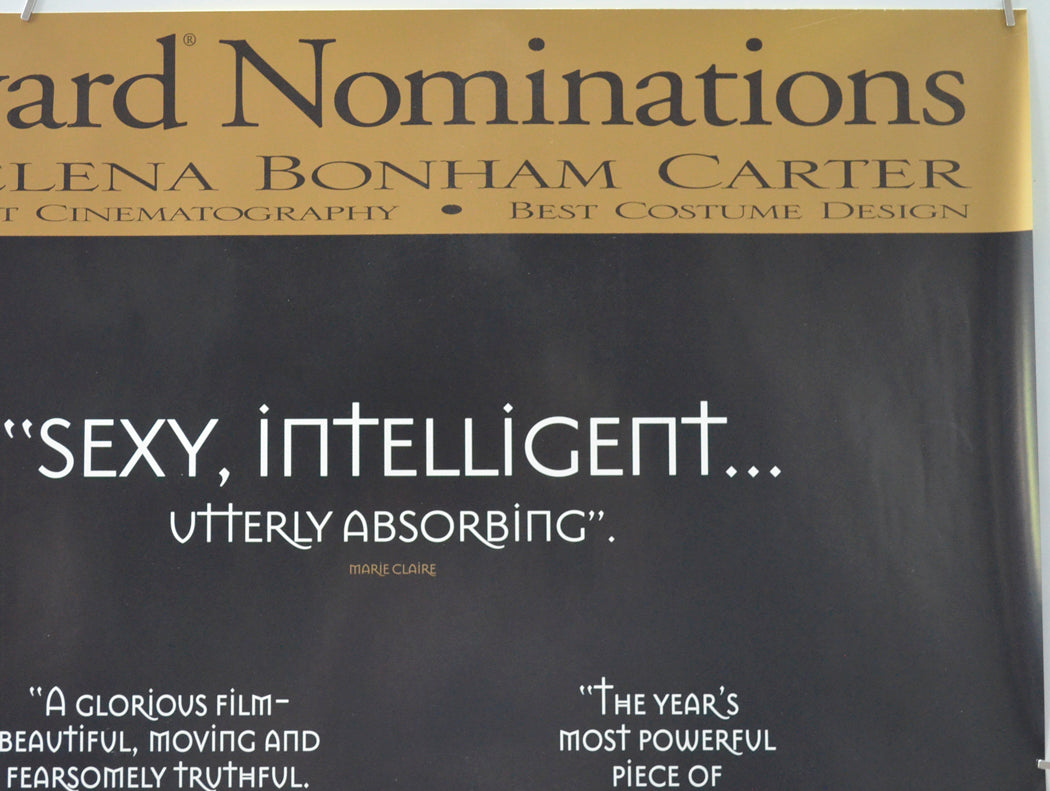 ard® Nominations
ELENA BONHAM CARTER
T CINEMATOGRAPHY • BEST COSTUME DESIGN
“SEXY, INTELLIGENT...
UTTERLY ABSORBING”.
MARIE CLAIRE
“A GLORIOUS FILM–
BEAUTIFUL, MOVING AND
FEARSOMELY TRUTHFUL.
“THE YEAR’S
MOST POWERFUL
PIECE OF